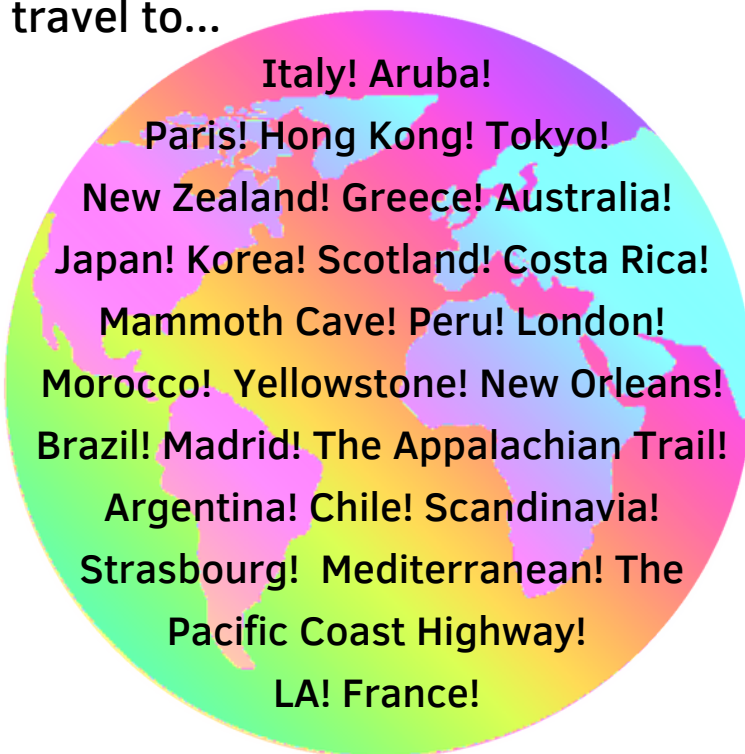 travel to...
Italy! Aruba!
Paris! Hong Kong! Tokyo!
New Zealand! Greece! Australia!
Japan! Korea! Scotland! Costa Rica!
Mammoth Cave! Peru! London!
Morocco!  Yellowstone! New Orleans!
Brazil! Madrid! The Appalachian Trail!
Argentina! Chile! Scandinavia!
Strasbourg!  Mediterranean! The
Pacific Coast Highway!
LA! France!